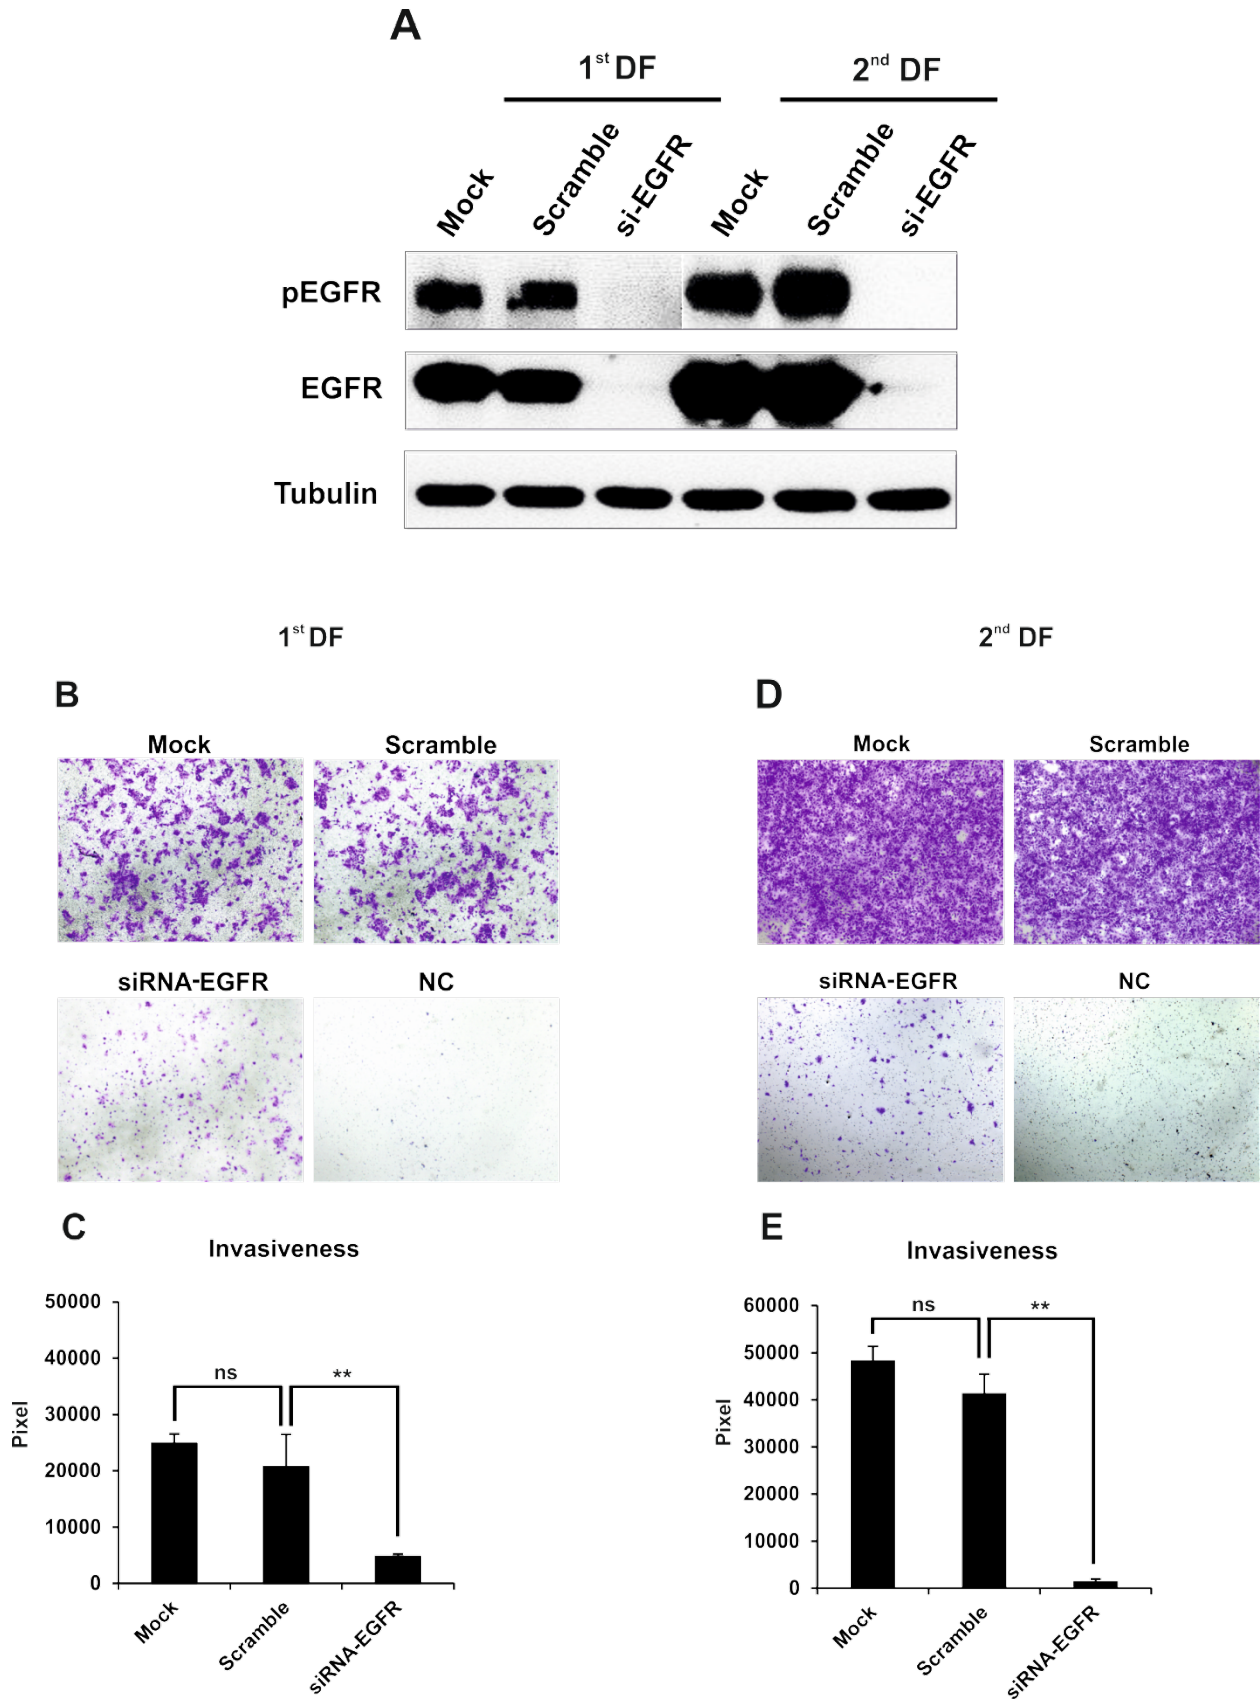 A
1st DF
2nd DF
Mock
Scramble
si-EGFR
Mock
Scramble
si-EGFR
pEGFR
EGFR
Tubulin
1st DF
2nd DF
B
Mock
Scramble
siRNA-EGFR
NC
D
Mock
Scramble
siRNA-EGFR
NC
C
Invasiveness
50000
40000
30000
20000
10000
0
Pixel
ns
**
Mock
Scramble
siRNA-EGFR
E
Invasiveness
60000
50000
40000
30000
20000
10000
0
Pixel
ns
**
Mock
Scramble
siRNA-EGFR